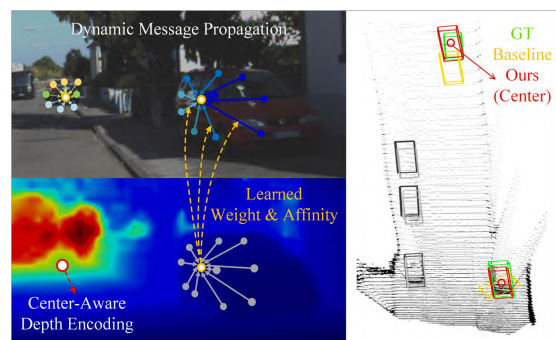 Dynamic Message Propagation
Learned
Weight & Affinity
Center-Aware
Depth Encoding
GT
Baseline
Ours
(Center)